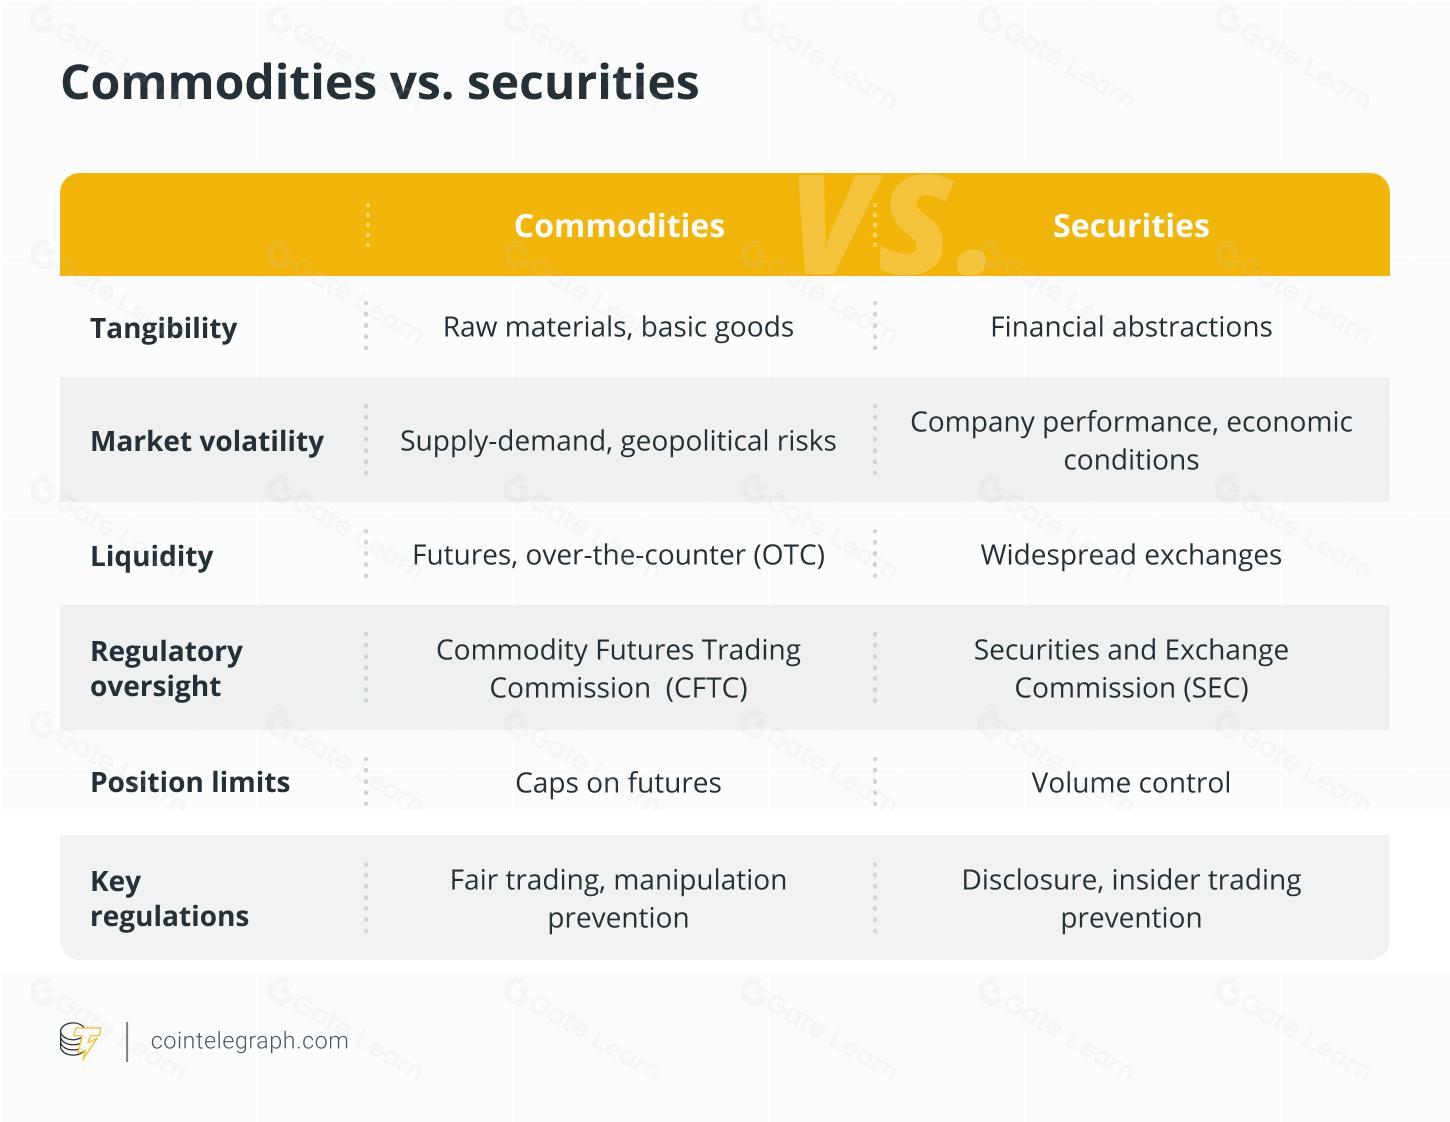 Commodities vs. securities
Commodities
vs.
Securities
Tangibility
Raw materials, basic goods
Financial abstractions
Market volatility
Supply-demand, geopolitical risks
Company performance, economic
conditions
Liquidity
Futures, over-the-counter (OTC)
Widespread exchanges
Regulatory
oversight
Commodity Futures Trading
Commission (CFTC)
Securities and Exchange
Commission (SEC)
Position limits
Caps on futures
Volume control
Key
regulations
Fair trading, manipulation
prevention
Disclosure, insider trading
prevention
cointelegraph.com
Gate Learn